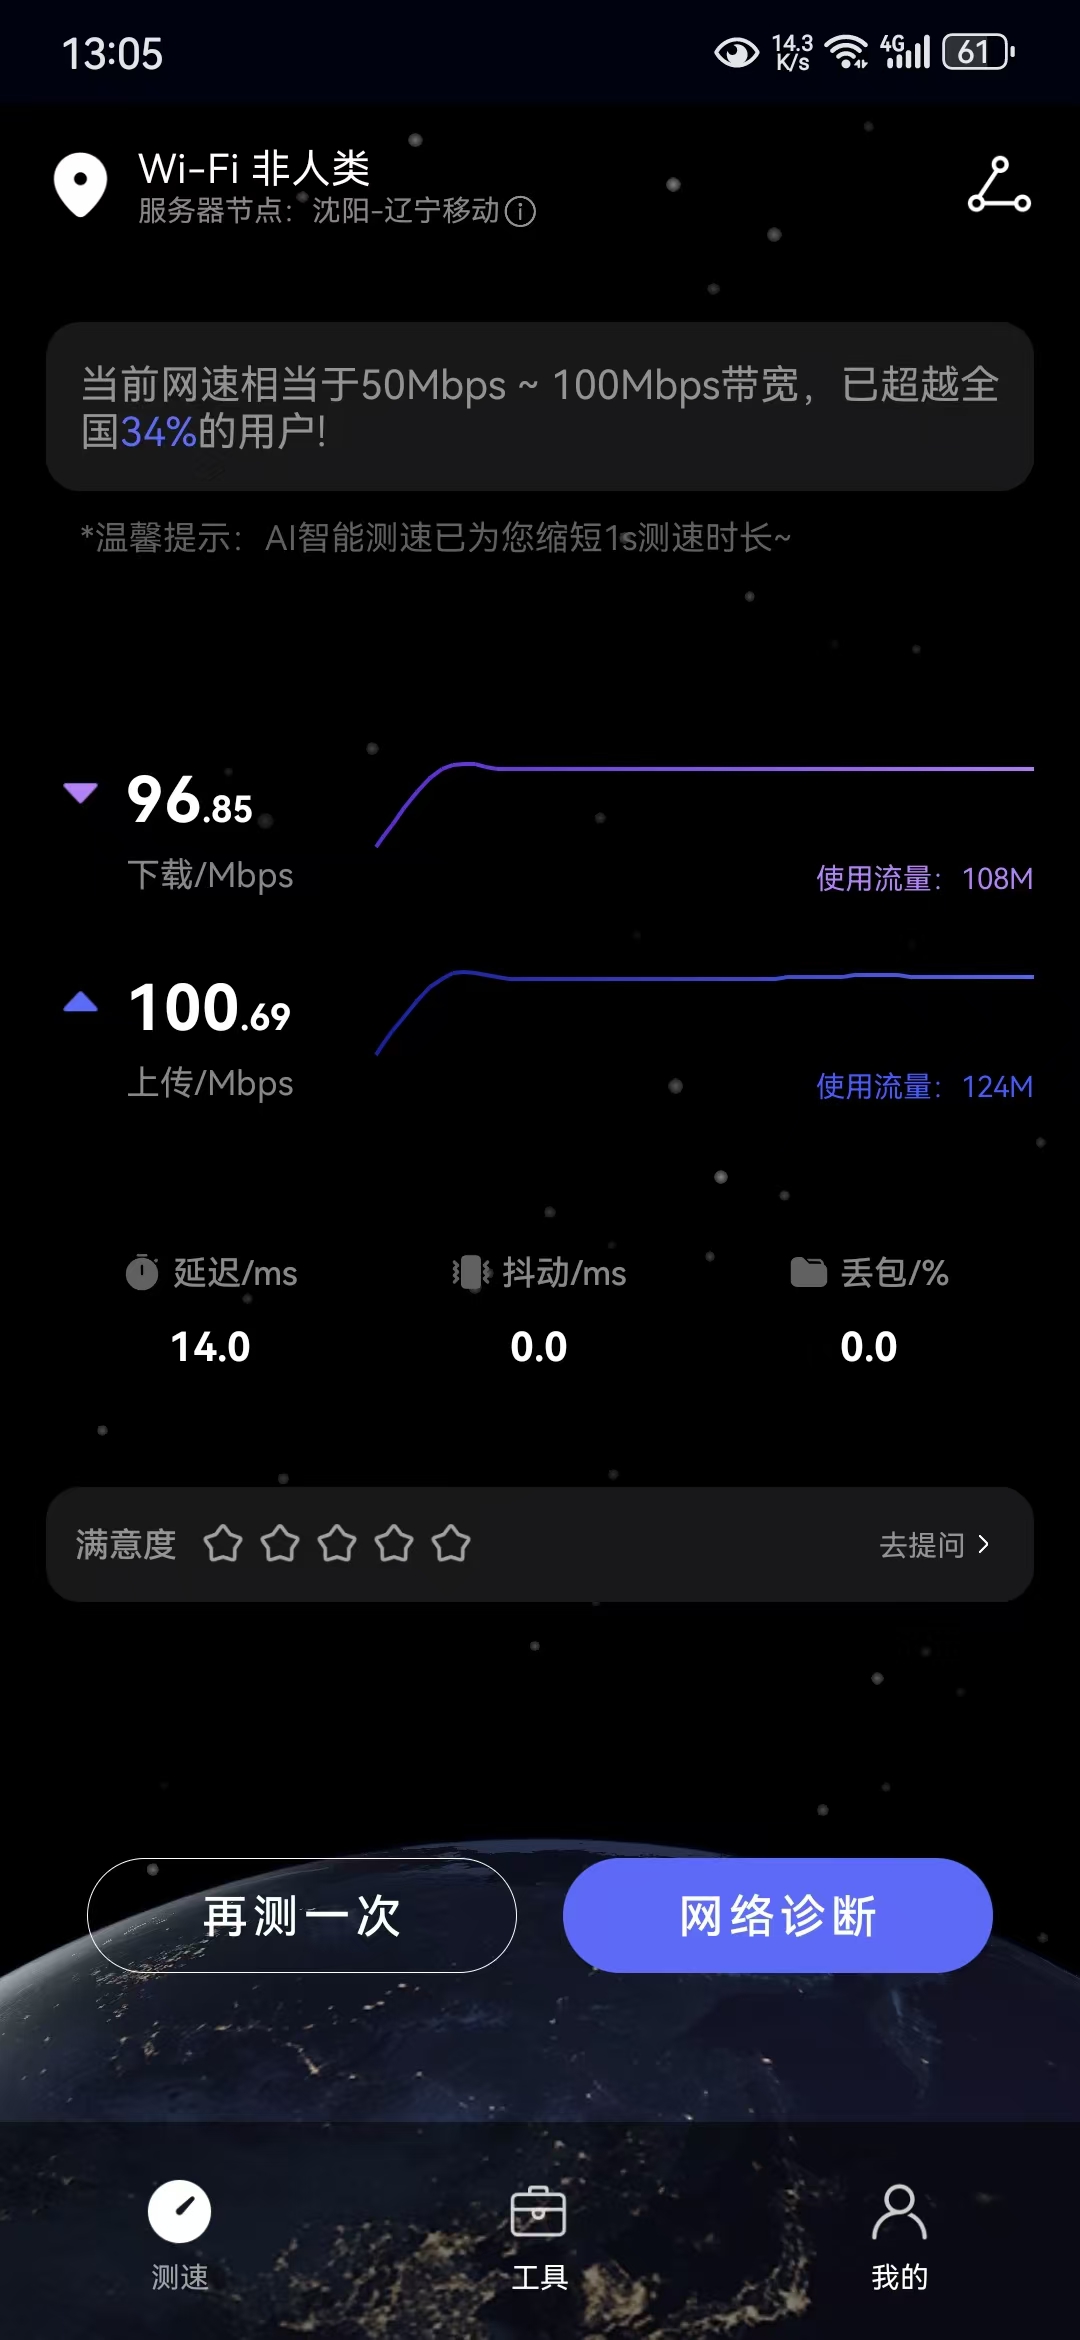 13:05
14.3 K/s 4G 61
Wi-Fi 非人类
服务器节点：沈阳-辽宁移动
当前网速相当于50Mbps ~ 100Mbps带宽，已超越全
国34%的用户!
*温馨提示：AI智能测速已为您缩短1s测速时长~
96.85
下载/Mbps
使用流量：108M
100.69
上传/Mbps
使用流量：124M
延迟/ms 抖动/ms 丢包/%
14.0 0.0 0.0
满意度 去提问
再测一次 网络诊断
测速 工具 我的